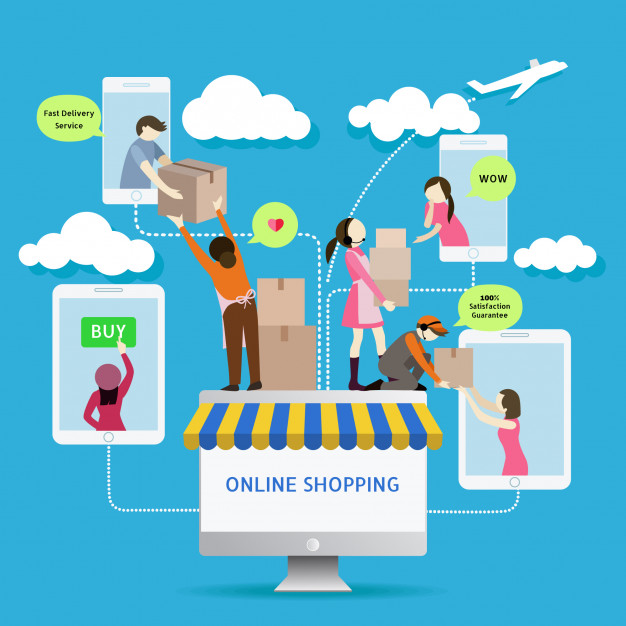 Fast Delivery
Service
WOW
BUY
100%
Satisfaction
Guarantee
ONLINE SHOPPING